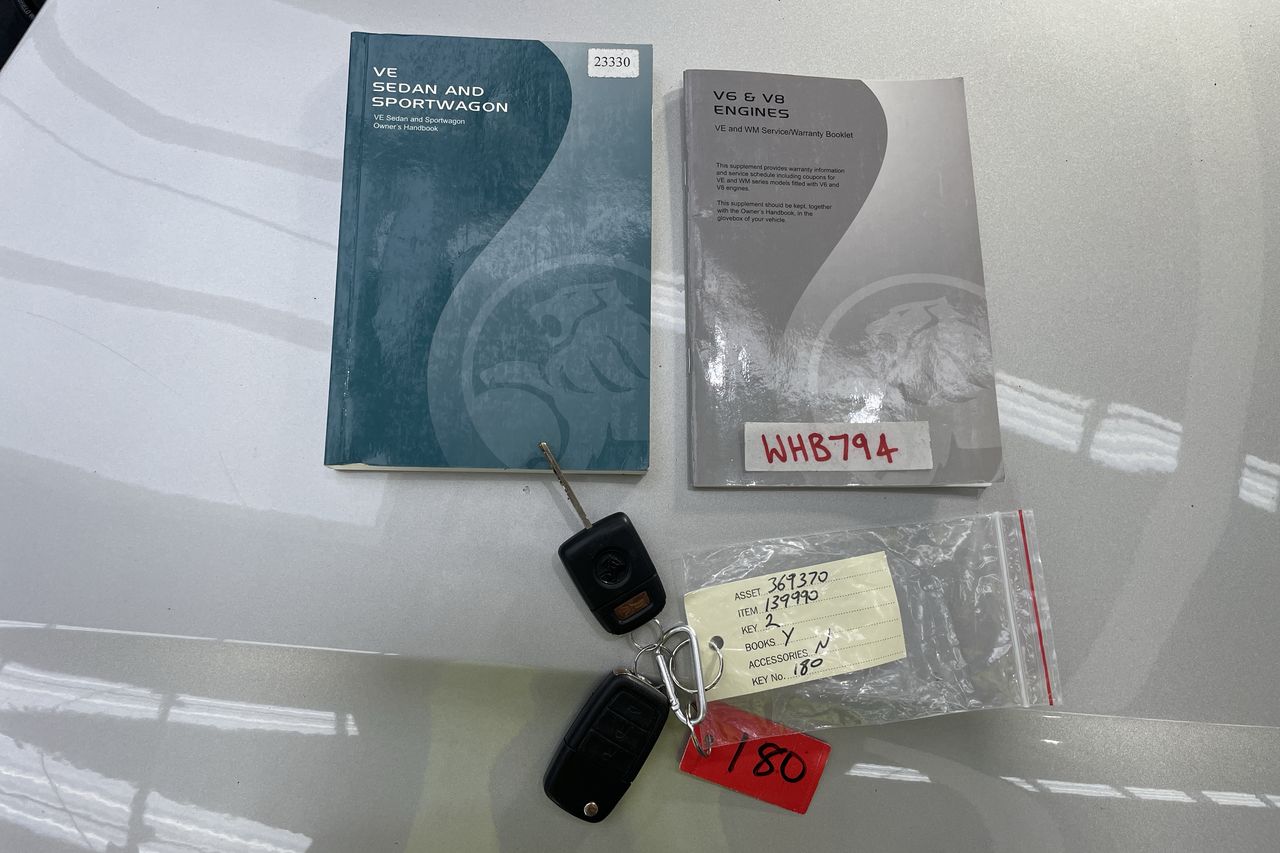 VE
SEDAN AND
SPORTWAGON
VE Sedan and Sportwagon
Owner's Handbook
23330
V6 & V8
ENGINES
VE and WM Service/Warranty Booklet
This supplement provides warranty information
and service schedule including coupons for
VE and WM series models fitted with V6 and
V8 engines.
This supplement should be kept, together
with the Owner's Handbook, in the
glovebox of your vehicle.
WHB794
ASSET 369370
ITEM 139990
KEY 2
BOOKS Y
ACCESSORIES N
KEY No. 180
180